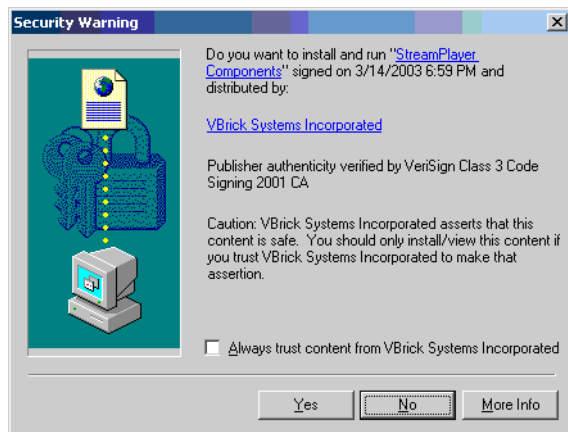 Security Warning
Do you want to install and run "StreamPlayer
Components" signed on 3/14/2003 6:59 PM and
distributed by:
VBrick Systems Incorporated
Publisher authenticity verified by VeriSign Class 3 Code
Signing 2001 CA
Caution: VBrick Systems Incorporated asserts that this
content is safe.  You should only install/view this content if
you trust VBrick Systems Incorporated to make that
assertion.
Always trust content from VBrick Systems Incorporated
Yes
No
More Info